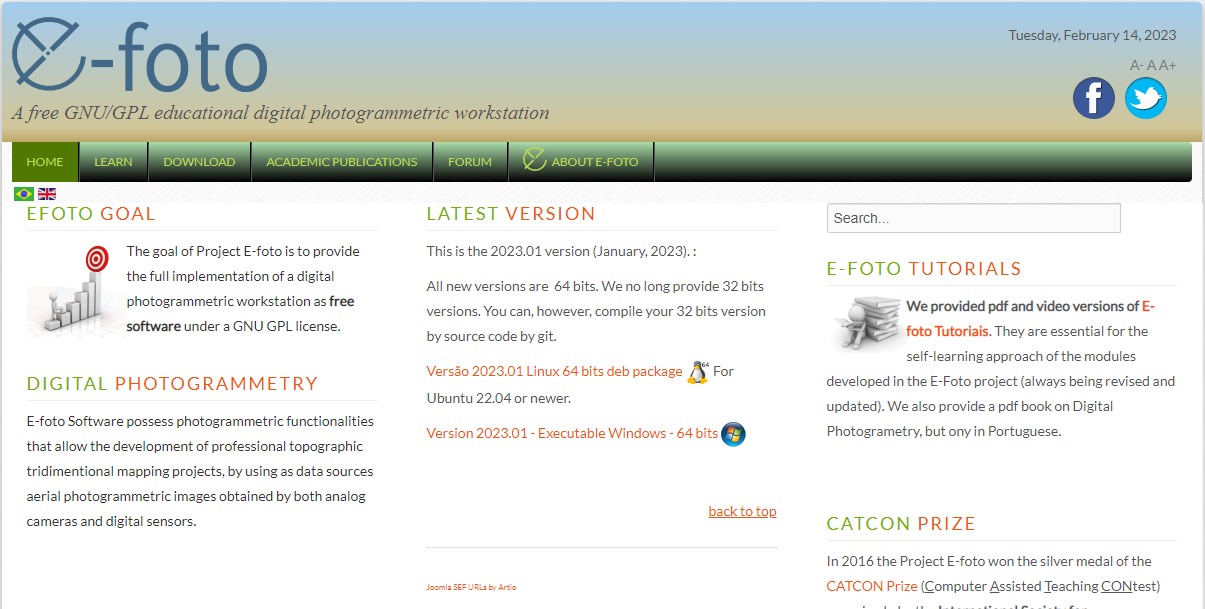 e-foto
A free GNU/GPL educational digital photogrammetric workstation
Tuesday, February 14, 2023
A- A A+
HOME LEARN DOWNLOAD ACADEMIC PUBLICATIONS FORUM ABOUT E-FOTO
EFOTO GOAL
The goal of Project E-foto is to provide
the full implementation of a digital
photogrammetric workstation as free
software under a GNU GPL license.
DIGITAL PHOTOGRAMMETRY
E-foto Software possess photogrammetric functionalities
that allow the development of professional topographic
tridimentional mapping projects, by using as data sources
aerial photogrammetric images obtained by both analog
cameras and digital sensors.
LATEST VERSION
This is the 2023.01 version (January, 2023). :
All new versions are 64 bits. We no long provide 32 bits
versions. You can, however, compile your 32 bits version
by source code by git.
Versão 2023.01 Linux 64 bits deb package 64 For
Ubuntu 22.04 or newer.
Version 2023.01 - Executable Windows - 64 bits
back to top
Joomla SEF URLs by Artio
Search...
E-FOTO TUTORIALS
We provided pdf and video versions of E-
foto Tutoriais. They are essential for the
self-learning approach of the modules
developed in the E-Foto project (always being revised and
updated). We also provide a pdf book on Digital
Photogrametry, but ony in Portuguese.
CATCON PRIZE
In 2016 the Project E-foto won the silver medal of the
CATCON Prize (Computer Assisted Teaching CONtest)